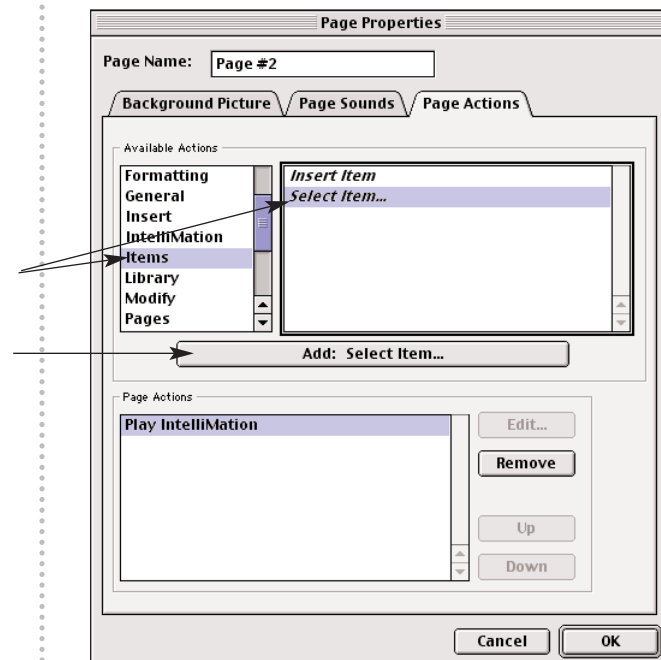 Page Properties
Page Name: Page #2
Background Picture Page Sounds Page Actions
Available Actions
Formatting
General
Insert
IntelliMation
Items
Library
Modify
Pages
Insert Item
Select Item...
Add: Select Item...
Page Actions
Play IntelliMation
Edit...
Remove
Up
Down
Cancel OK